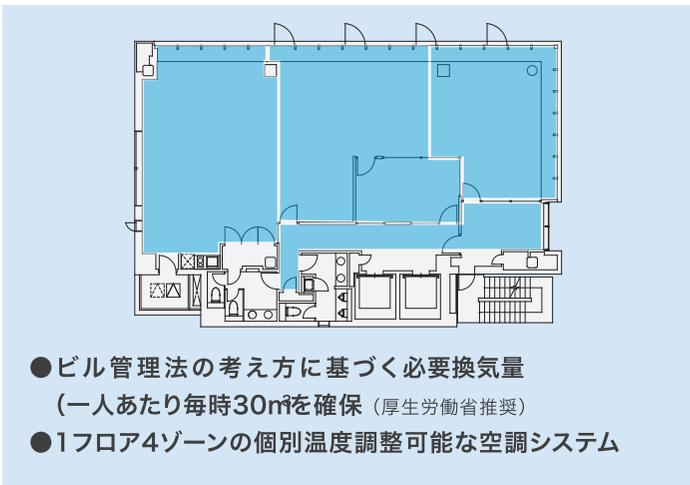 ●ビル管理法の考え方に基づく必要換気量
（一人あたり毎時30㎥を確保（厚生労働省推奨）
●1フロア4ゾーンの個別温度調整可能な空調システム